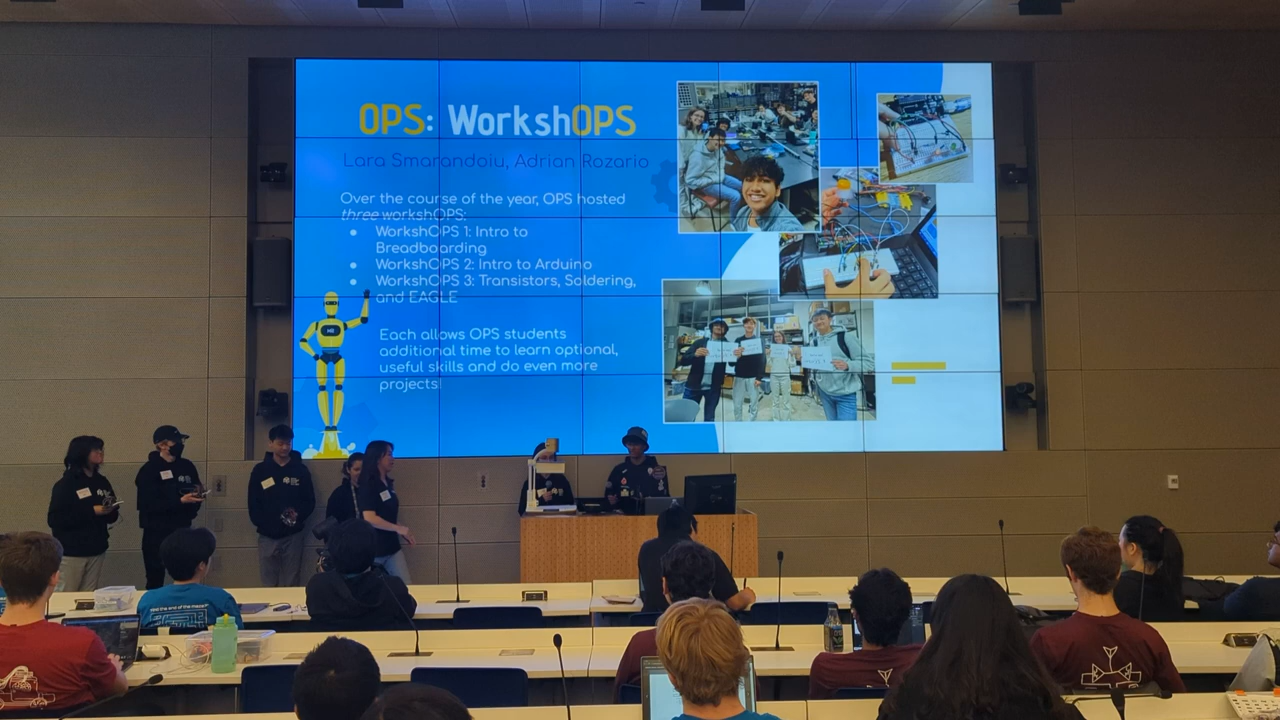 OPS: WorkshOPS
Lara Smarandoiu, Adrian Rozario
Over the course of the year, OPS hosted
three workshOPS:
● WorkshOPS 1: Intro to
Breadboarding
● WorkshOPS 2: Intro to Arduino
● WorkshOPS 3: Transistors, Soldering,
and EAGLE
Each allows OPS students
additional time to learn optional,
useful skills and do even more
projects!